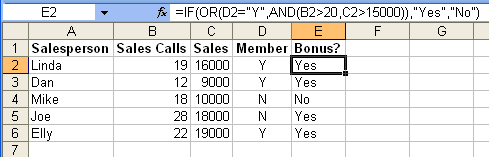 E2 fx =IF(OR(D2="Y",AND(B2>20,C2>15000)),"Yes","No")
A B C D E F G
1 Salesperson Sales Calls Sales Member Bonus?
2 Linda 19 16000 Y Yes
3 Dan 12 9000 Y Yes
4 Mike 18 10000 N No
5 Joe 28 18000 N Yes
6 Elly 22 19000 Y Yes